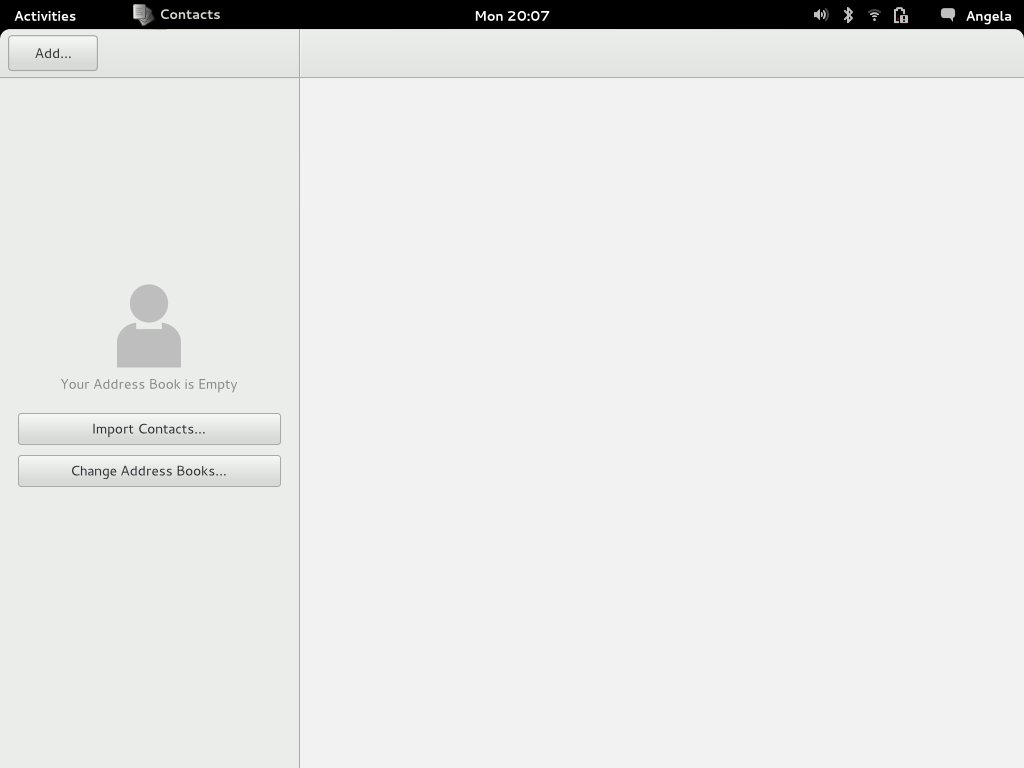 Activities Contacts Mon 20:07 Angela
Add...
Your Address Book is Empty
Import Contacts...
Change Address Books...